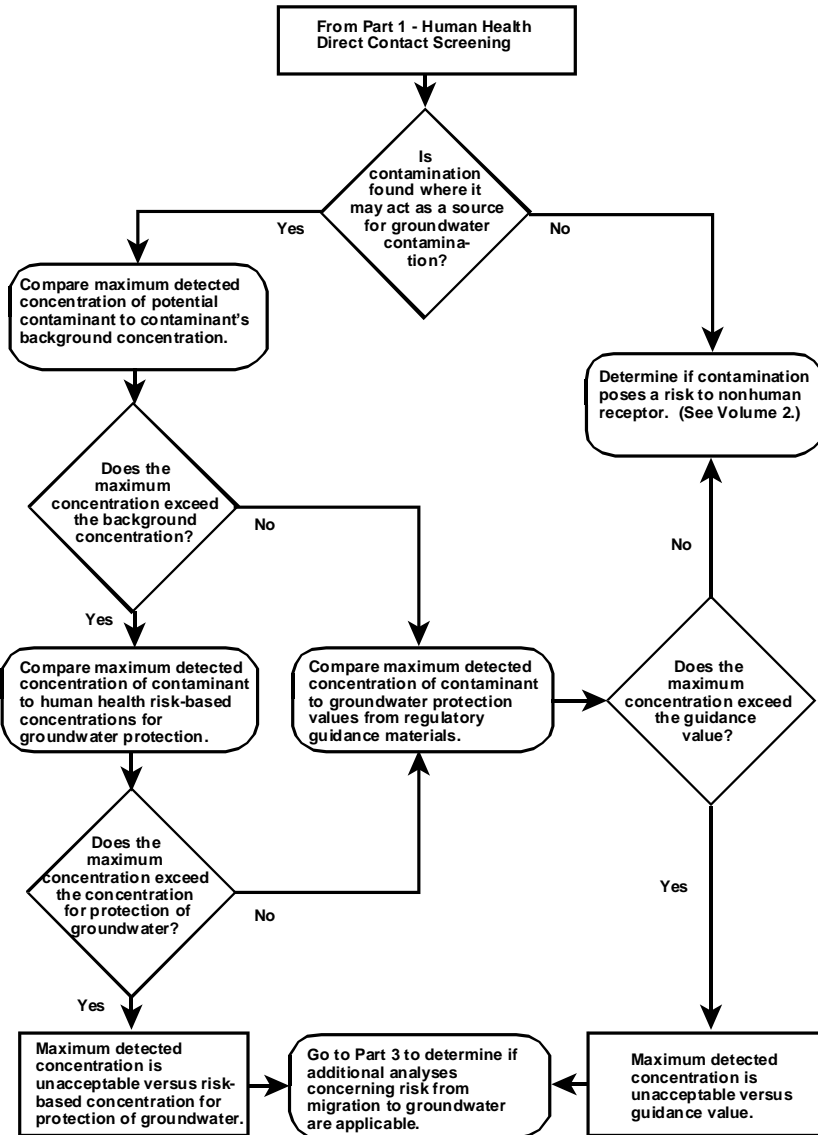 From Part 1 - Human Health
Direct Contact Screening
Is
contamination
found where it
may act as a source
for groundwater
contamina-
tion?
Yes
No
Compare maximum detected
concentration of potential
contaminant to contaminant's
background concentration.
Determine if contamination
poses a risk to nonhuman
receptor. (See Volume 2.)
Does the
maximum
concentration exceed
the background
concentration?
No
Yes
No
Compare maximum detected
concentration of contaminant
to human health risk-based
concentrations for
groundwater protection.
Compare maximum detected
concentration of contaminant
to groundwater protection
values from regulatory
guidance materials.
Does the
maximum
concentration exceed
the guidance
value?
Does the
maximum
concentration exceed
the concentration
for protection of
groundwater?
No
Yes
Yes
Maximum detected
concentration is
unacceptable versus risk-
based concentration for
protection of groundwater.
Go to Part 3 to determine if
additional analyses
concerning risk from
migration to groundwater
are applicable.
Maximum detected
concentration is
unacceptable versus
guidance value.